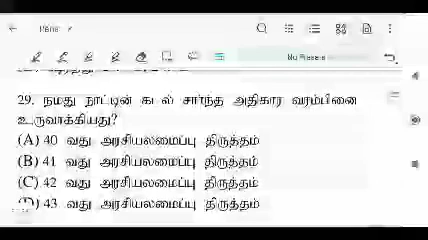 29. நமது நாட்டின் கடல் சார்ந்த அதிகார வரம்பினை
உருவாக்கியது?
(A) 40 வது அரசியலமைப்பு திருத்தம்
(B) 41 வது அரசியலமைப்பு திருத்தம்
(C) 42 வது அரசியலமைப்பு திருத்தம்
(D) 43 வது அரசியலமைப்பு திருத்தம்